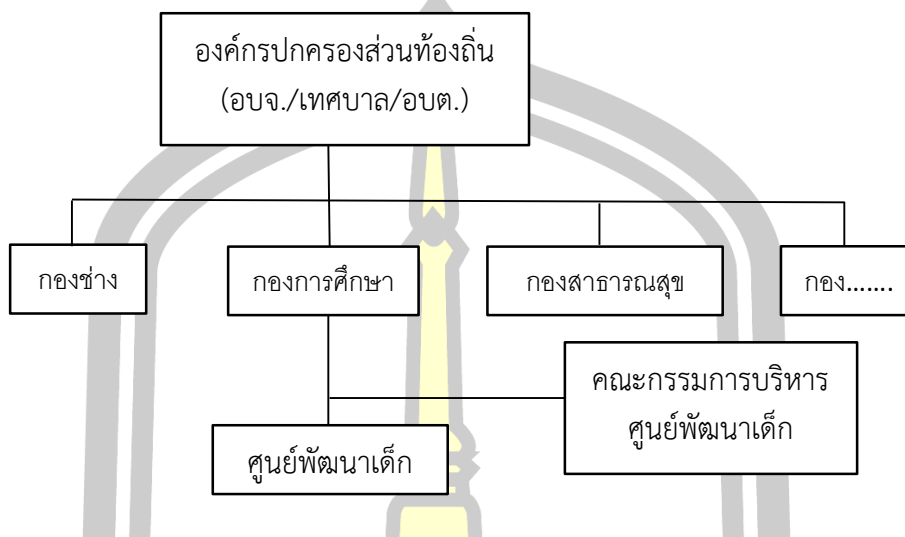 องค์กรปกครองส่วนท้องถิ่น
(อบจ./เทศบาล/อบต.)
กองช่าง
กองการศึกษา
กองสาธารณสุข
กอง.......
คณะกรรมการบริหาร
ศูนย์พัฒนาเด็ก
ศูนย์พัฒนาเด็ก